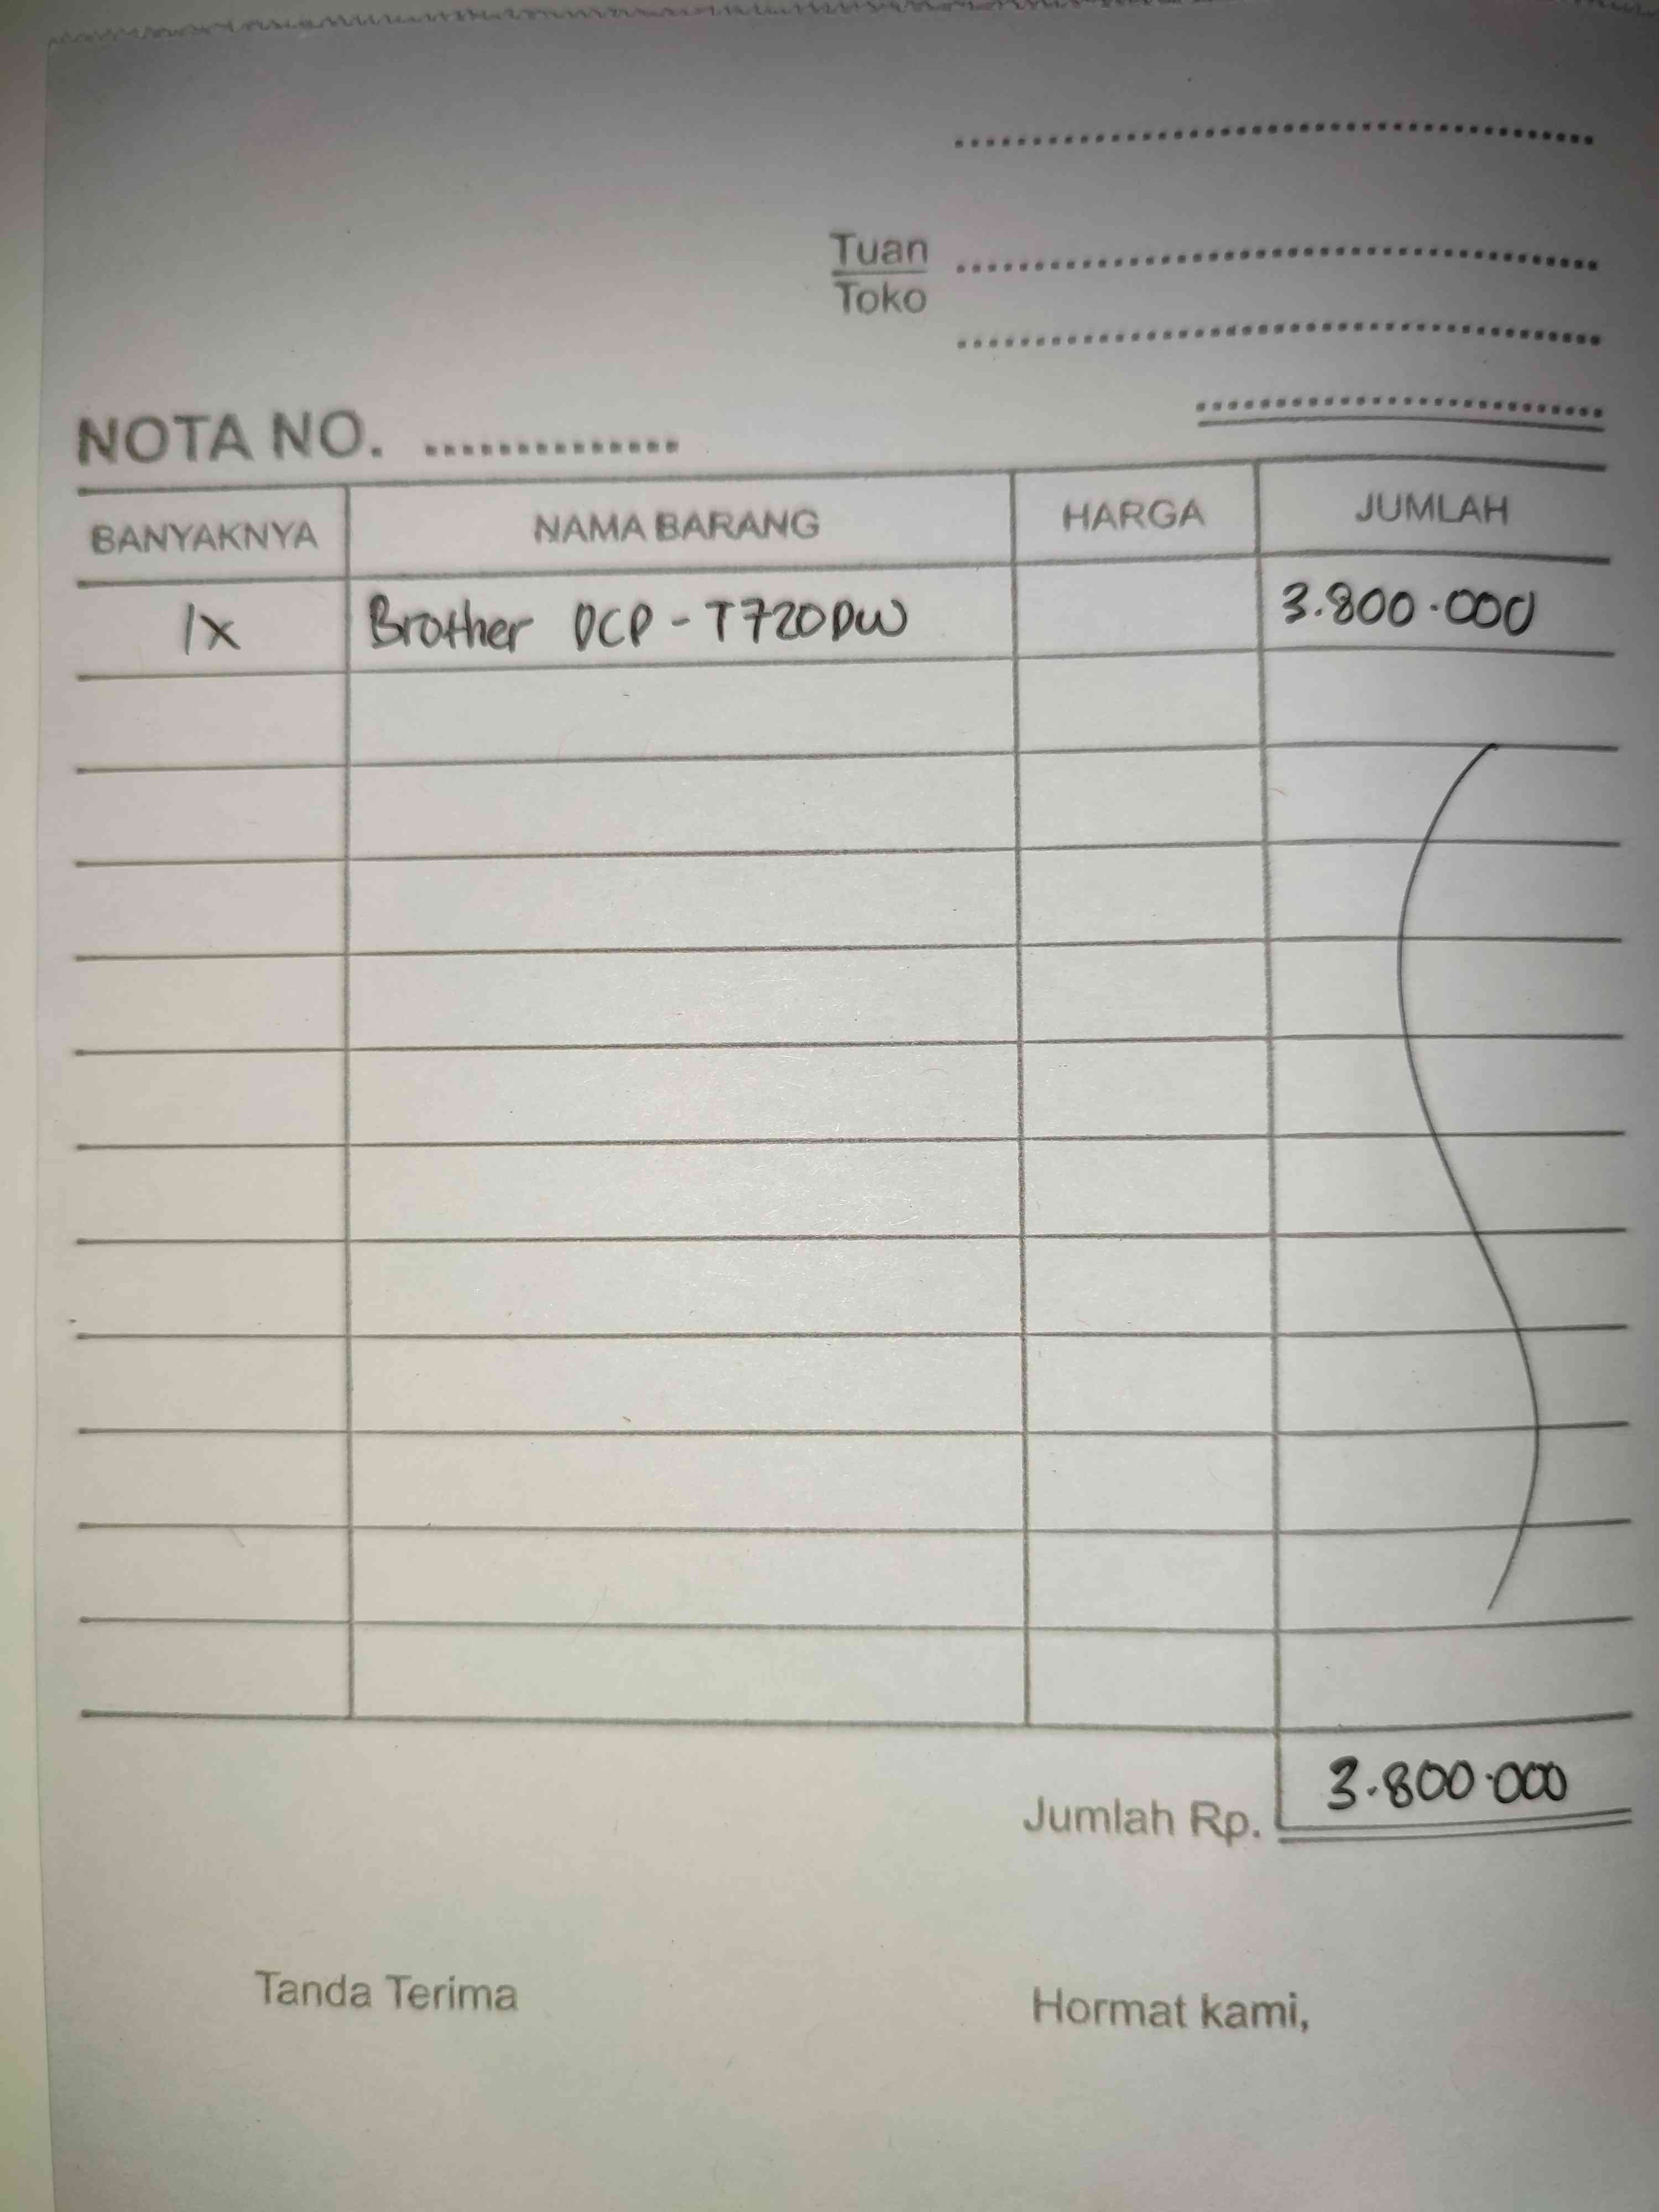 Tuan
Toko
NOTA NO.
BANYAKNYA NAMA BARANG HARGA JUMLAH
1x Brother DCP-T720DW 3.800.000
Jumlah Rp. 3.800.000
Tanda Terima Hormat kami,